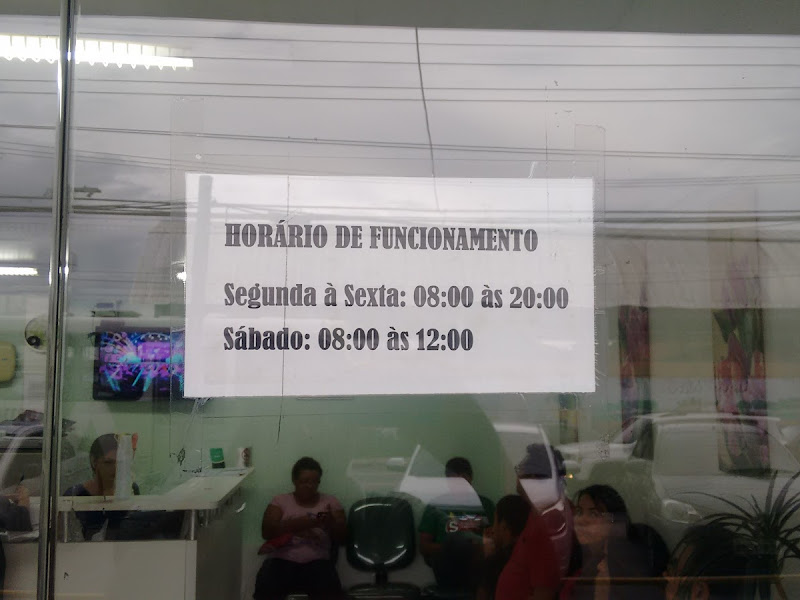 HORÁRIO DE FUNCIONAMENTO
Segunda à Sexta: 08:00 às 20:00
Sábado: 08:00 às 12:00